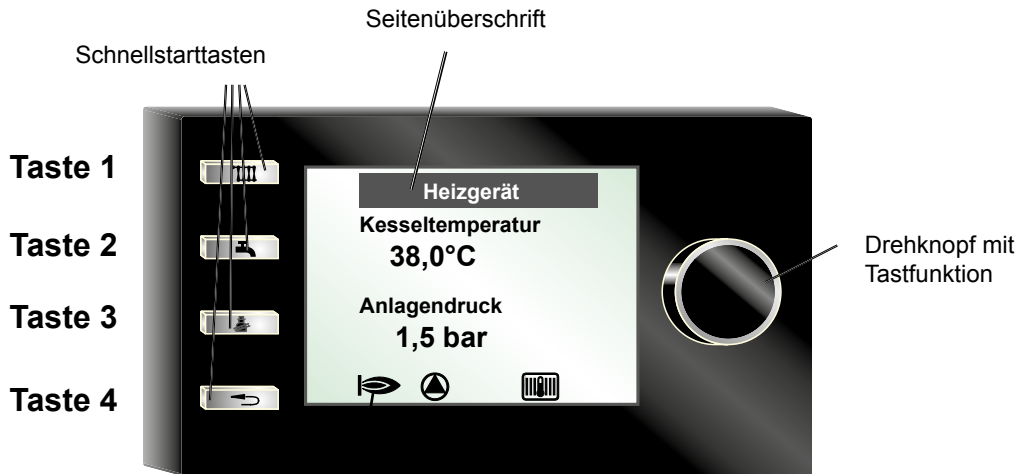 Seitenüberschrift
Schnellstarttasten
Taste 1
Heizgerät
Kesseltemperatur
Taste 2
38,0°C
Drehknopf mit
Tastfunktion
Anlagendruck
Taste 3
1,5 bar
Taste 4